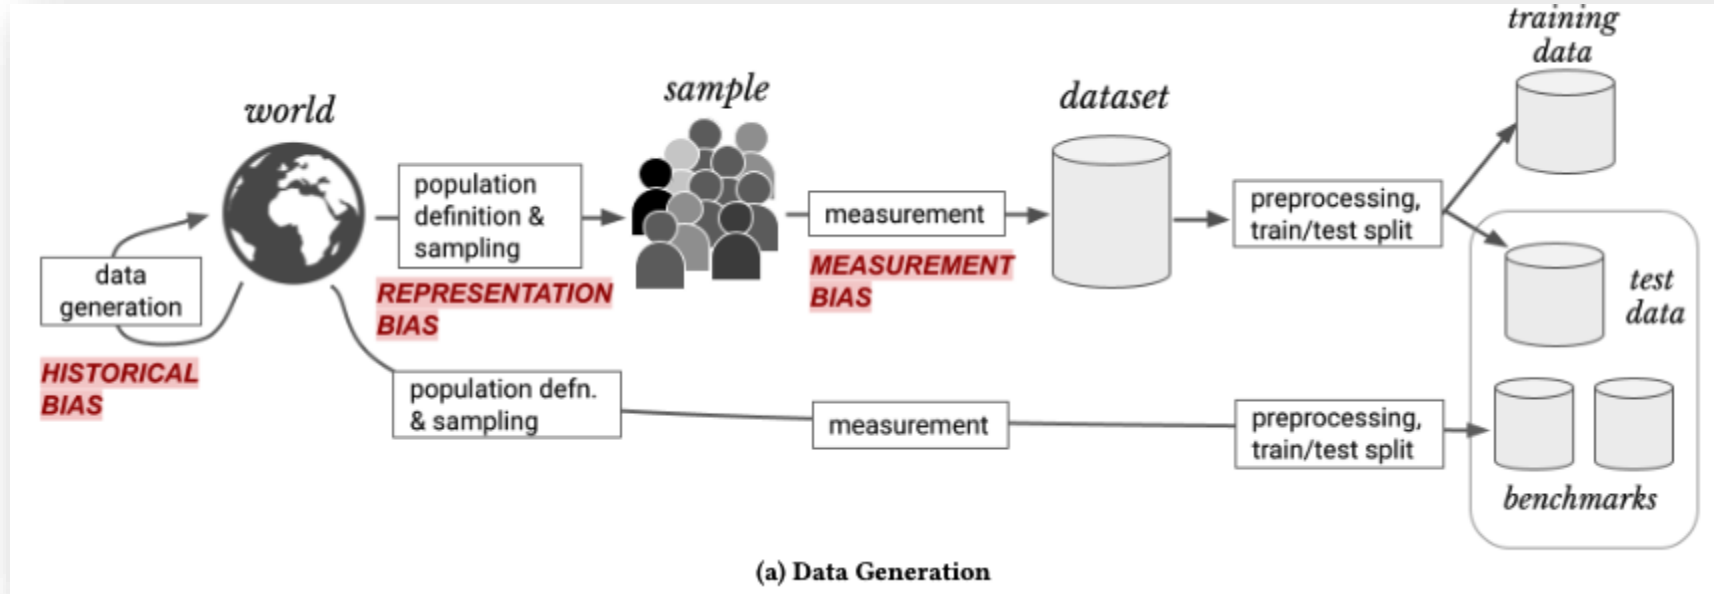 training
data
world
sample
dataset
population
definition &
sampling
measurement
preprocessing,
train/test split
data
generation
REPRESENTATION
BIAS
MEASUREMENT
BIAS
test
data
HISTORICAL
BIAS
population defn.
& sampling
measurement
preprocessing,
train/test split
benchmarks
(a) Data Generation